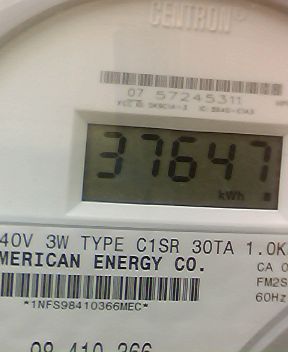 CENTRON®
07 57245311
37647
kWh
40V 3W TYPE C1SR 30TA 1.0K
MERICAN ENERGY CO.
CA 0
FM2S
60Hz
*1NFS98410366MEC*
98 410 366